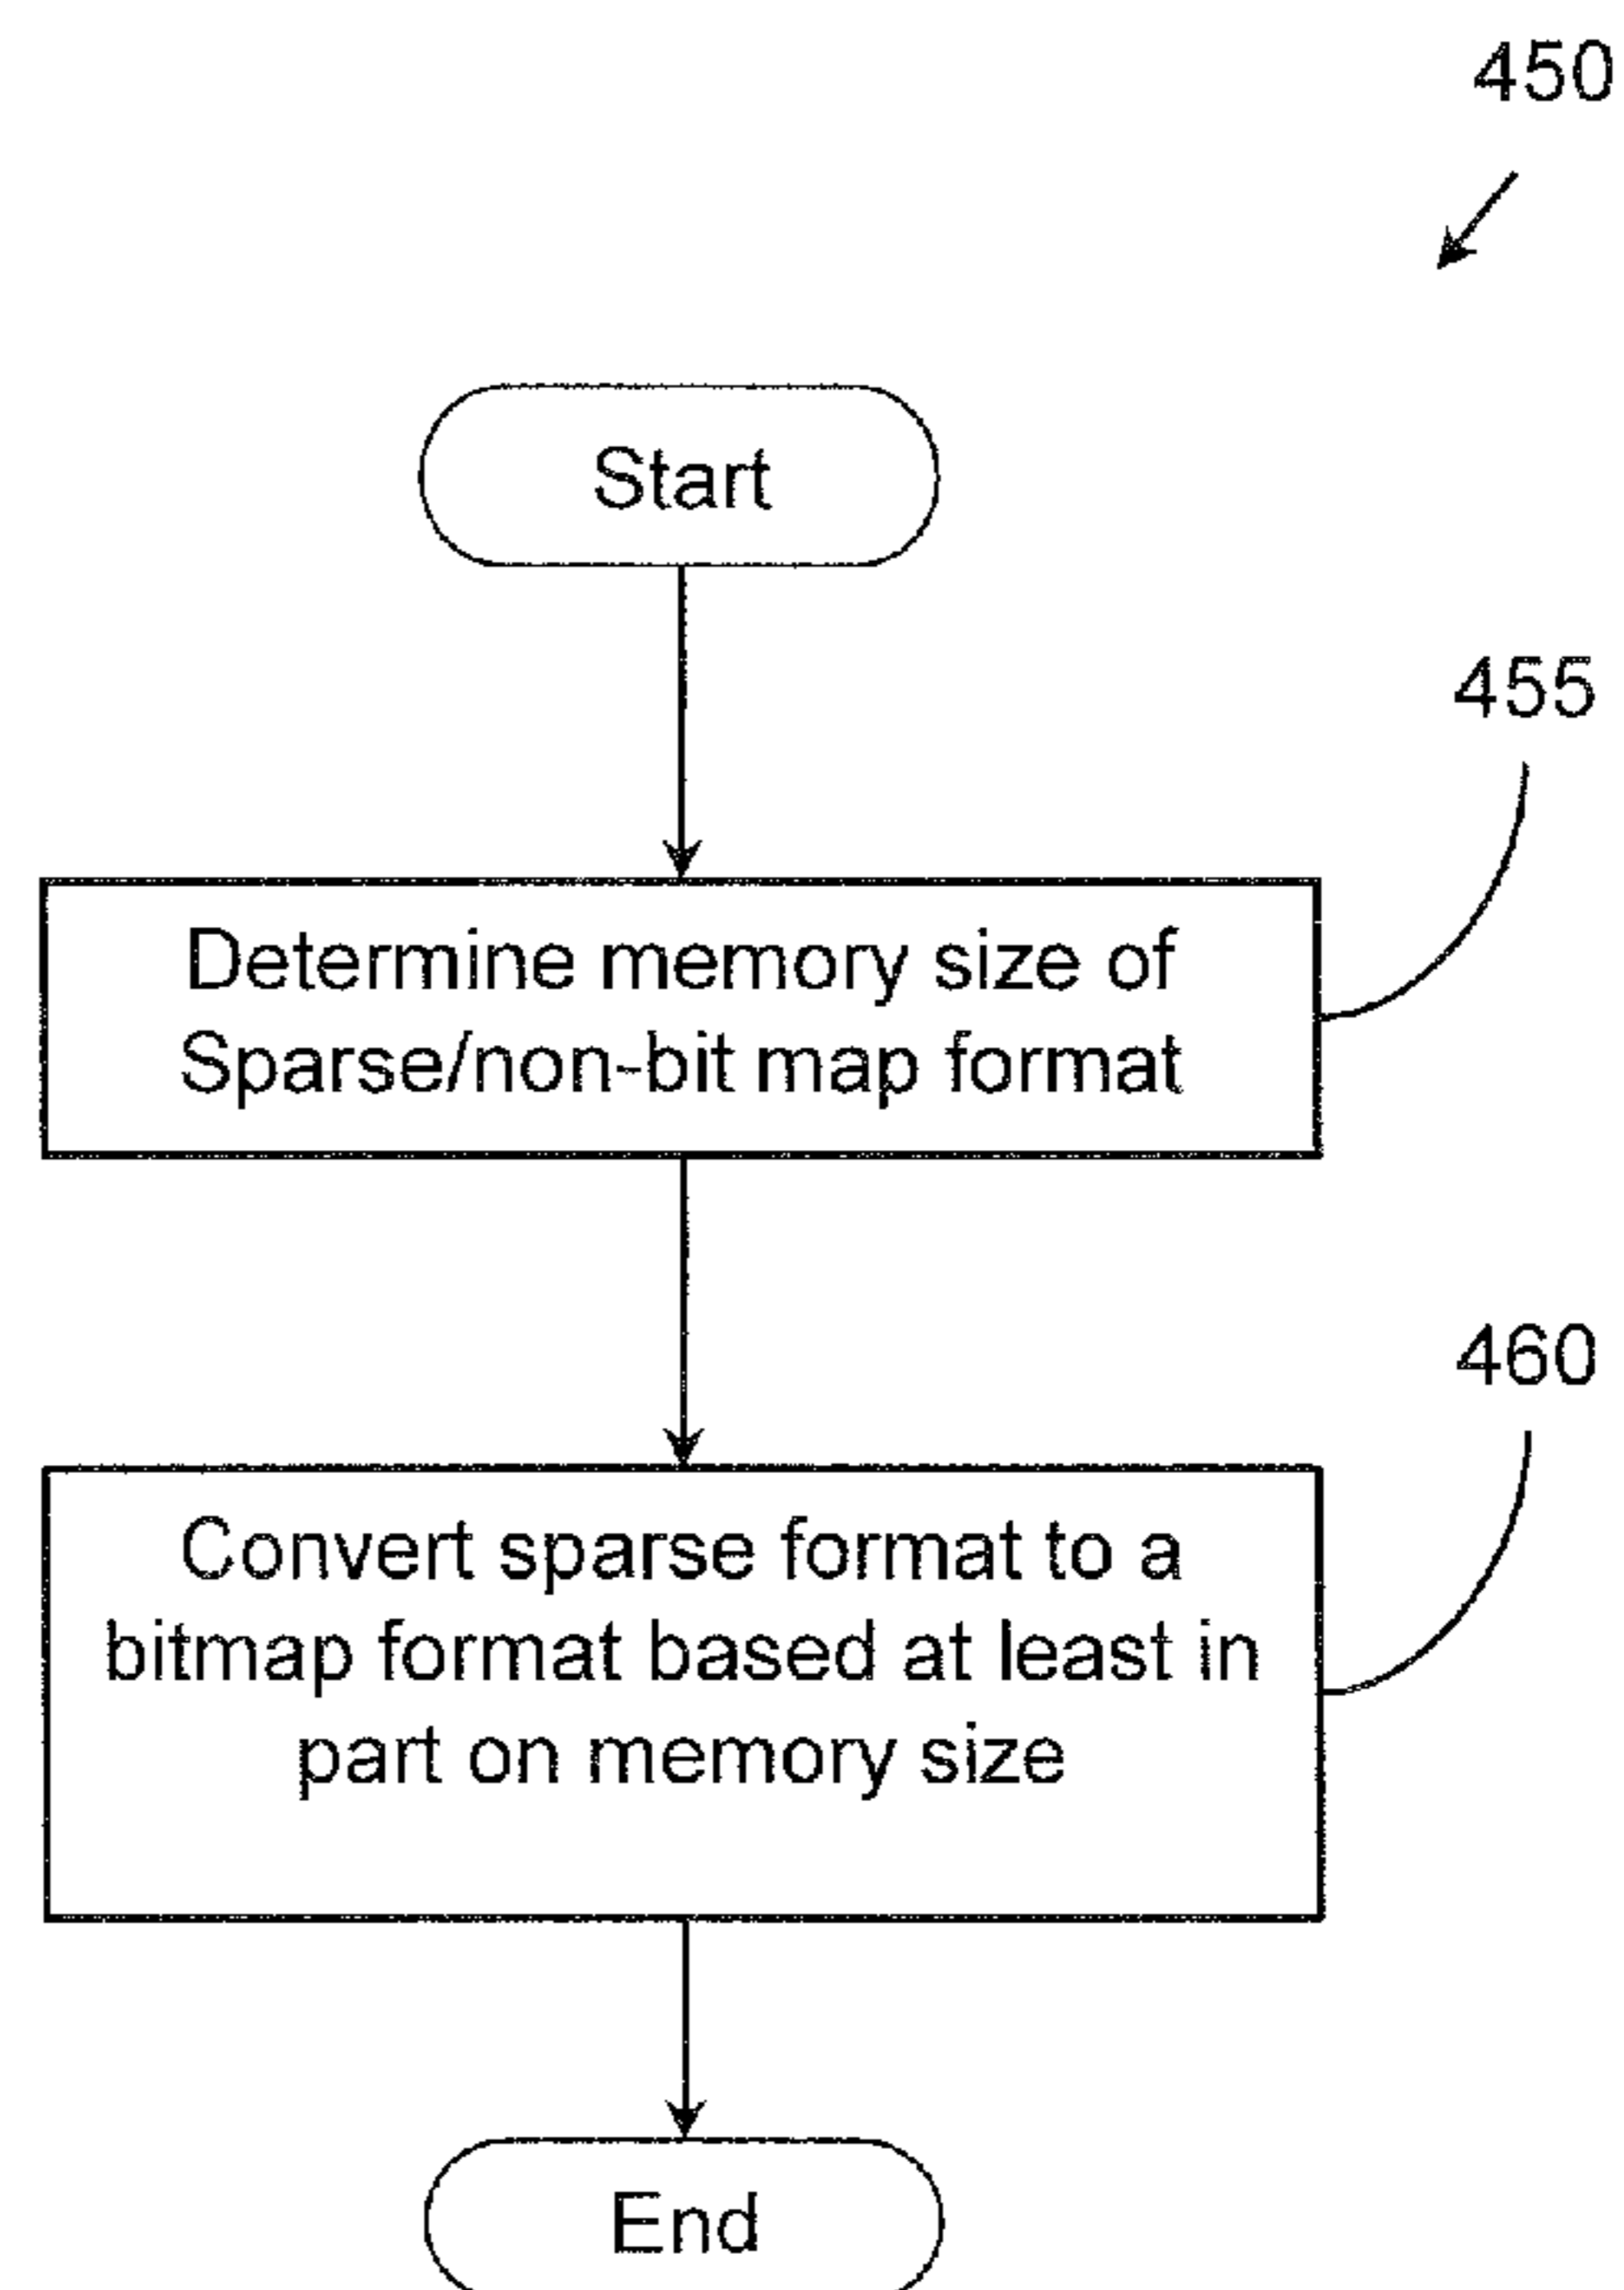 450
Start
455
Determine memory size of
Sparse/non-bit map format
460
Convert sparse format to a
bitmap format based at least in
part on memory size
End